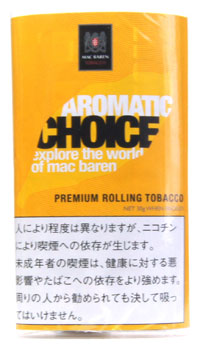 MAC BAREN
AROMATIC
CHOICE
explore the world
of mac baren
PREMIUM ROLLING TOBACCO
人により程度は異なりますが、ニコチン
により喫煙への依存が生じます。
未成年者の喫煙は、健康に対する悪
影響やたばこへの依存をより強めます。
周りの人から勧められても決して吸っ
てはいけません。